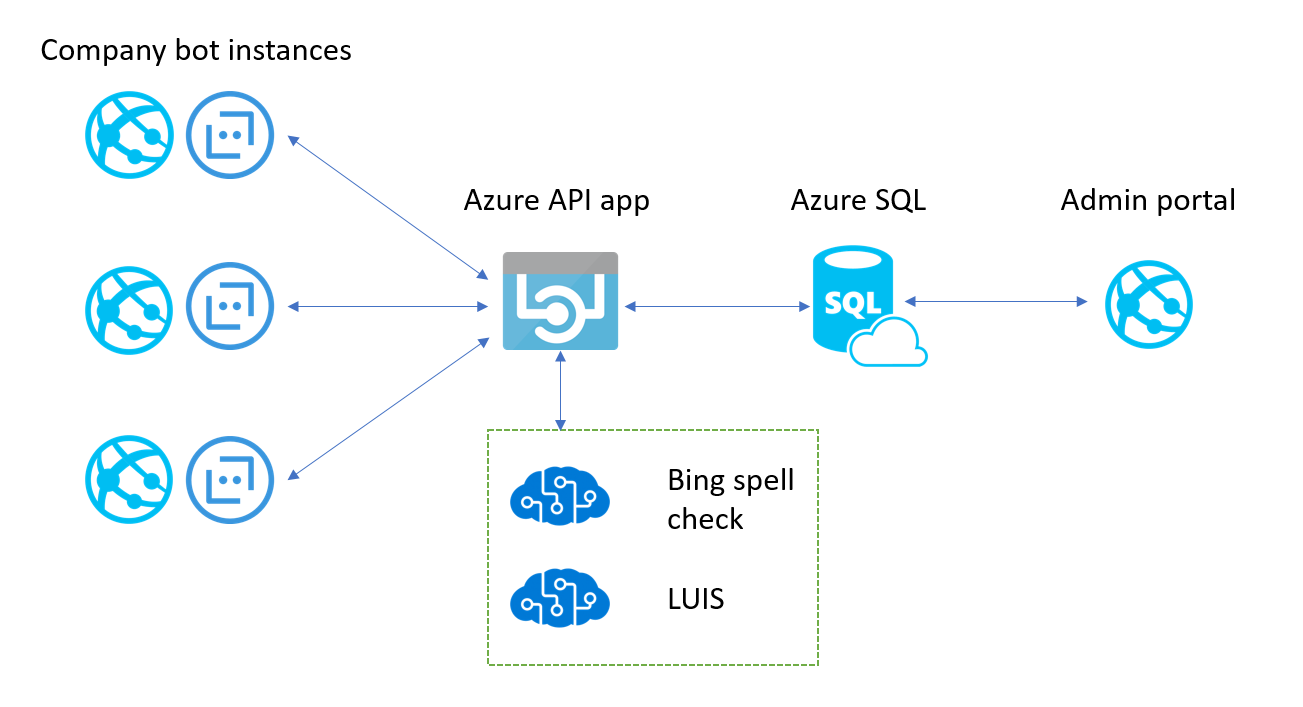 Company bot instances
Azure API app
Azure SQL
Admin portal
SQL
Bing spell
check
LUIS